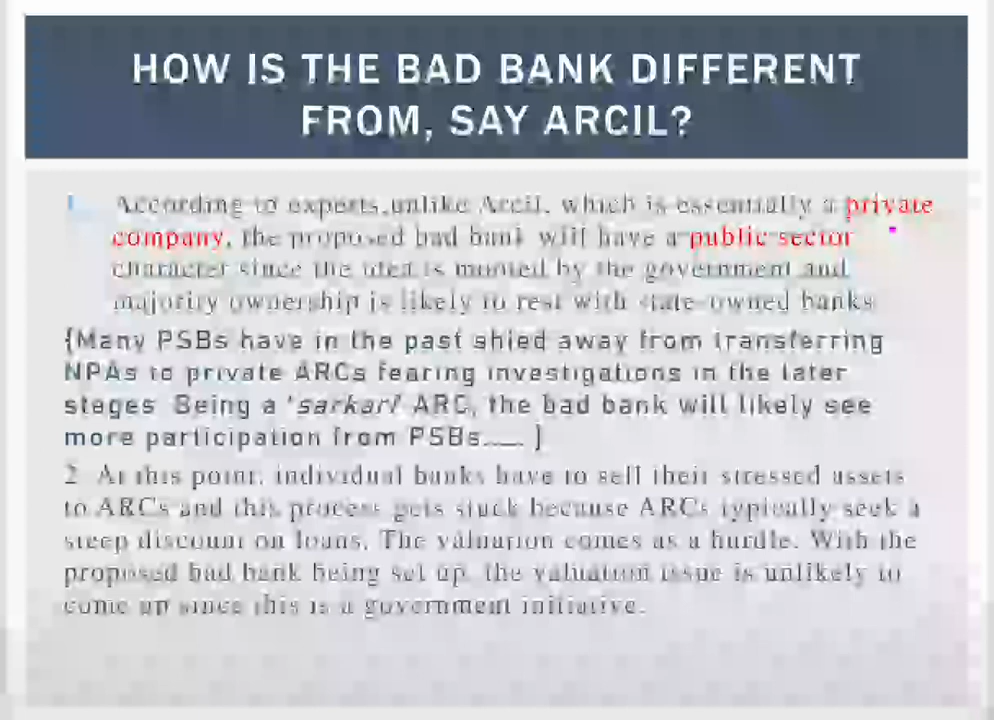 HOW IS THE BAD BANK DIFFERENT
FROM, SAY ARCIL?
1. According to experts,unlike Arcil, which is essentially a private
company, the proposed bad bank will have a public sector
character since the idea is mooted by the government and
majority ownership is likely to rest with state-owned banks
{Many PSBs have in the past shied away from transferring
NPAs to private ARCs fearing investigations in the later
stages. Being a 'sarkari' ARC, the bad bank will likely see
more participation from PSBs...... }
2. At this point, individual banks have to sell their stressed assets
to ARCs and this process gets stuck because ARCs typically seek a
steep discount on loans. The valuation comes as a hurdle. With the
proposed bad bank being set up, the valuation issue is unlikely to
come up since this is a government initiative.